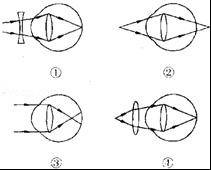 ① ②
③ ④